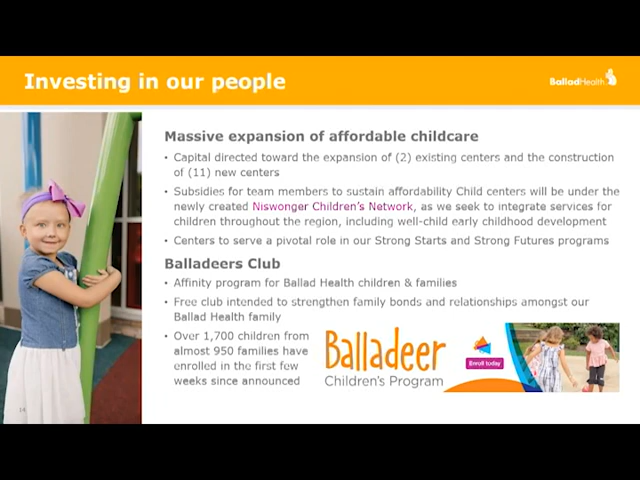 Investing in our people
BalladHealth
Massive expansion of affordable childcare
• Capital directed toward the expansion of (2) existing centers and the construction
of (11) new centers
• Subsidies for team members to sustain affordability Child centers will be under the
newly created Niswonger Children's Network, as we seek to integrate services for
children throughout the region, including well-child early childhood development
• Centers to serve a pivotal role in our Strong Starts and Strong Futures programs
Balladeers Club
• Affinity program for Ballad Health children & families
• Free club intended to strengthen family bonds and relationships amongst our
Ballad Health family
• Over 1,700 children from
almost 950 families have
enrolled in the first few
weeks since announced
Balladeer
Children's Program
Enroll today
14